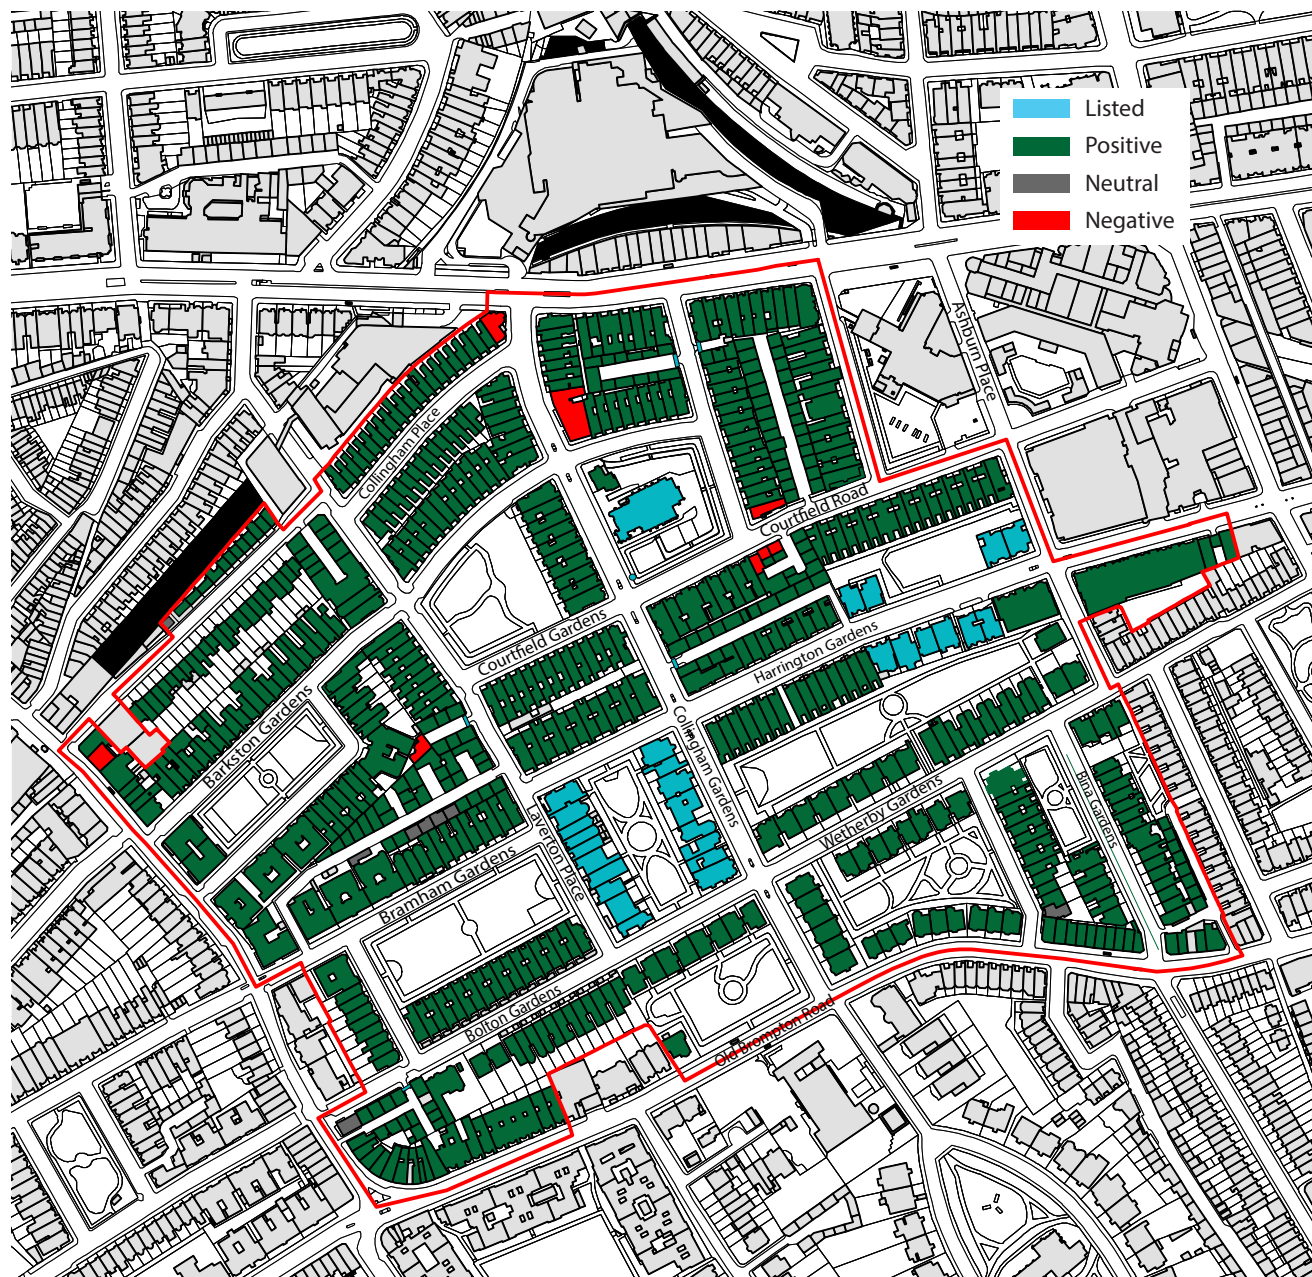 Listed
Positive
Neutral
Negative
Ashburn Place
Collingham Place
Courtfield Road
Courtfield Gardens
Harrington Gardens
Barkston Gardens
Collingham Gardens
Wetherby Gardens
Bina Gardens
Laverton Place
Bramham Gardens
Bolton Gardens
Old Brompton Road